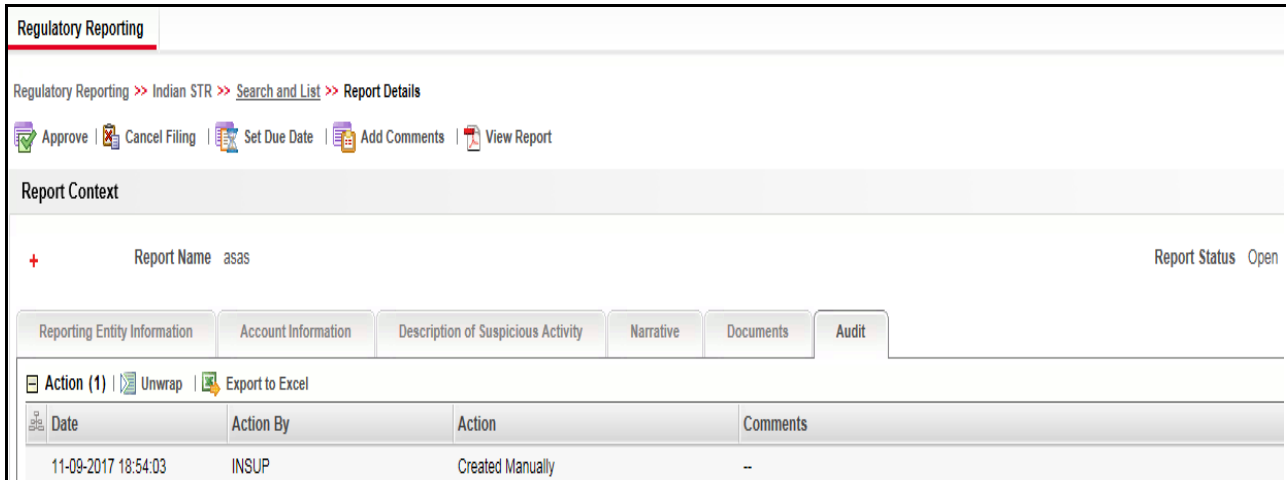 Regulatory Reporting
Regulatory Reporting >> Indian STR >> Search and List >> Report Details
Approve | Cancel Filing | Set Due Date | Add Comments | View Report
Report Context
+ Report Name asas Report Status Open
Reporting Entity Information Account Information Description of Suspicious Activity Narrative Documents Audit
Action (1) | Unwrap | Export to Excel
Date Action By Action Comments
11-09-2017 18:54:03 INSUP Created Manually --